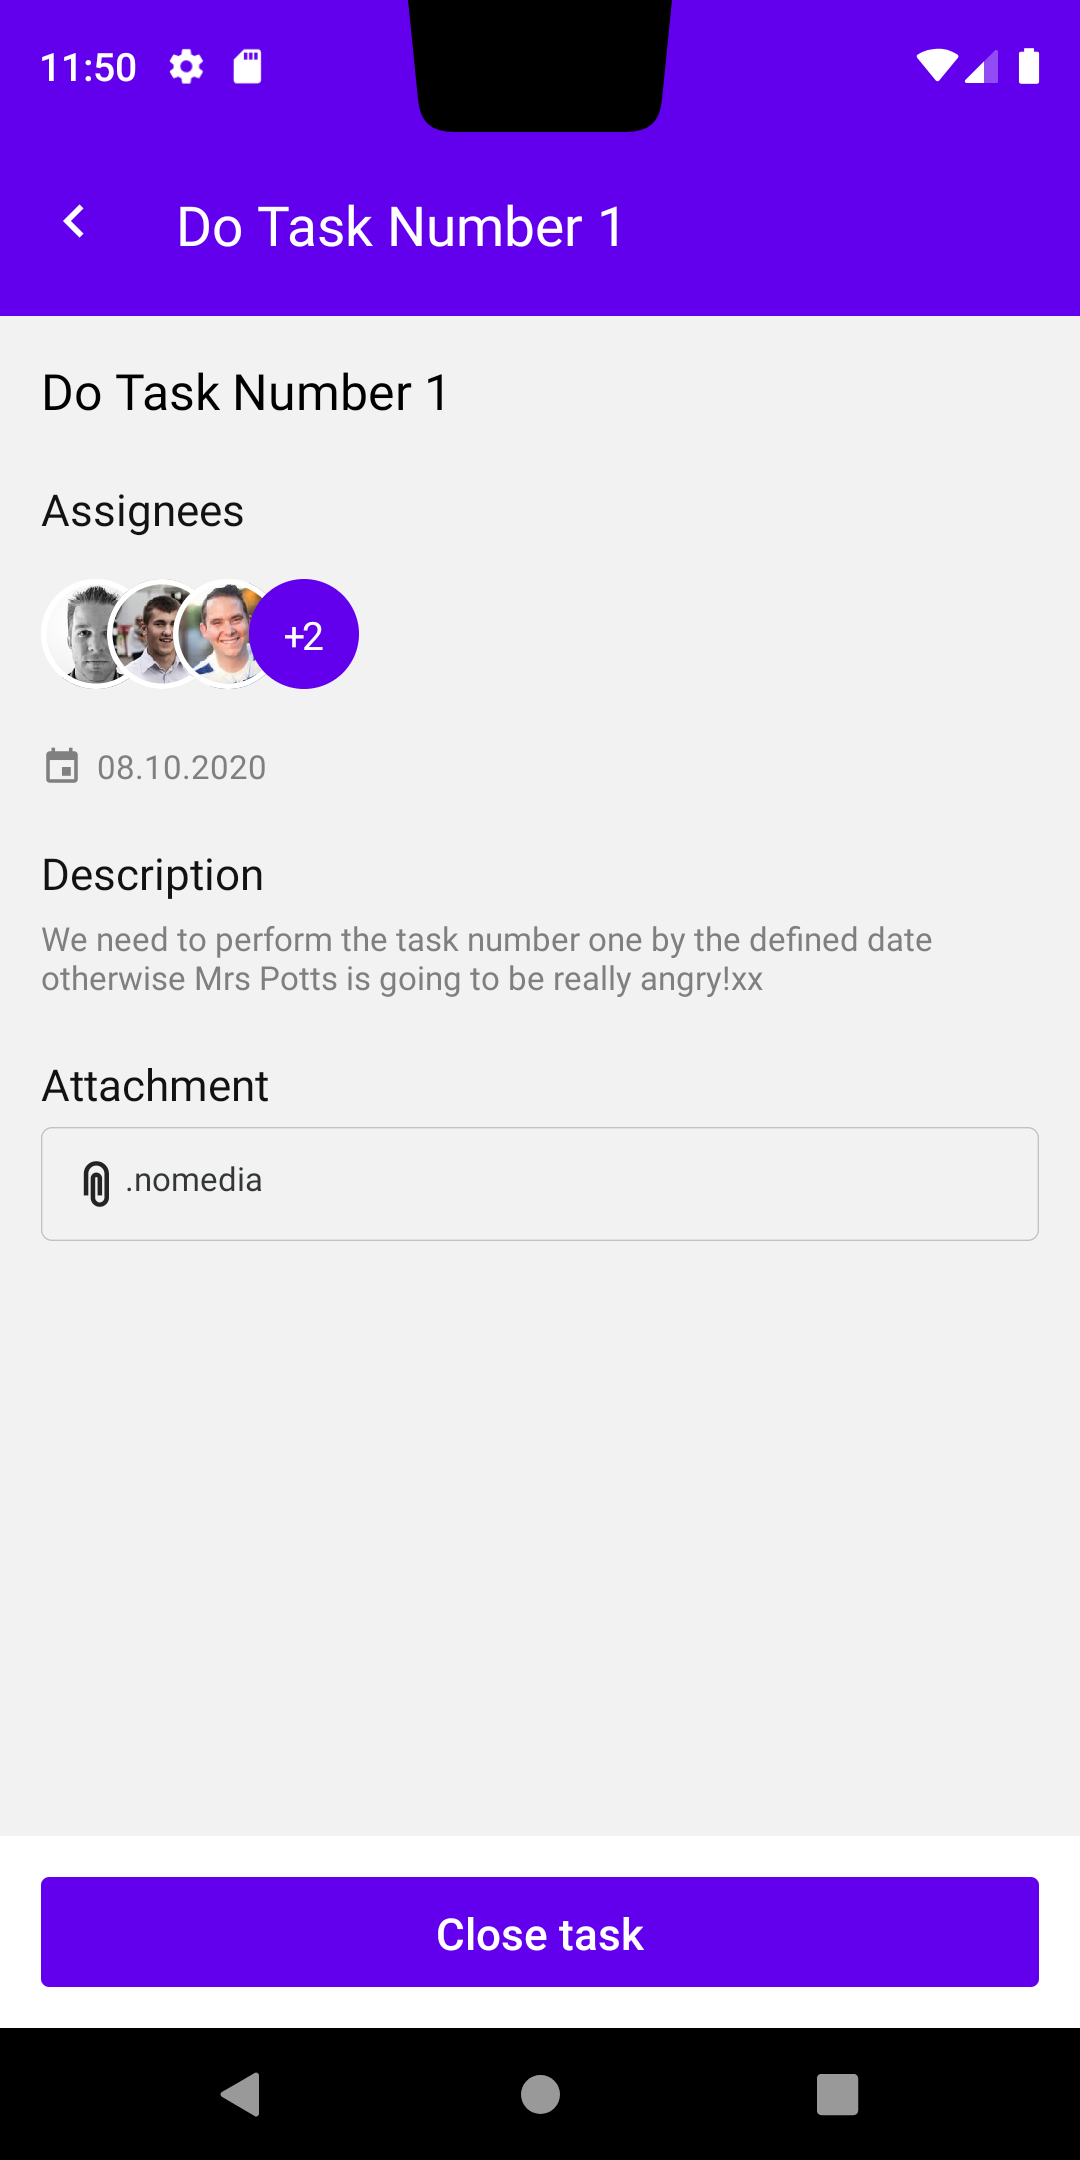 11:50
Do Task Number 1
Do Task Number 1
Assignees
+2
08.10.2020
Description
We need to perform the task number one by the defined date
otherwise Mrs Potts is going to be really angry!xx
Attachment
.nomedia
Close task